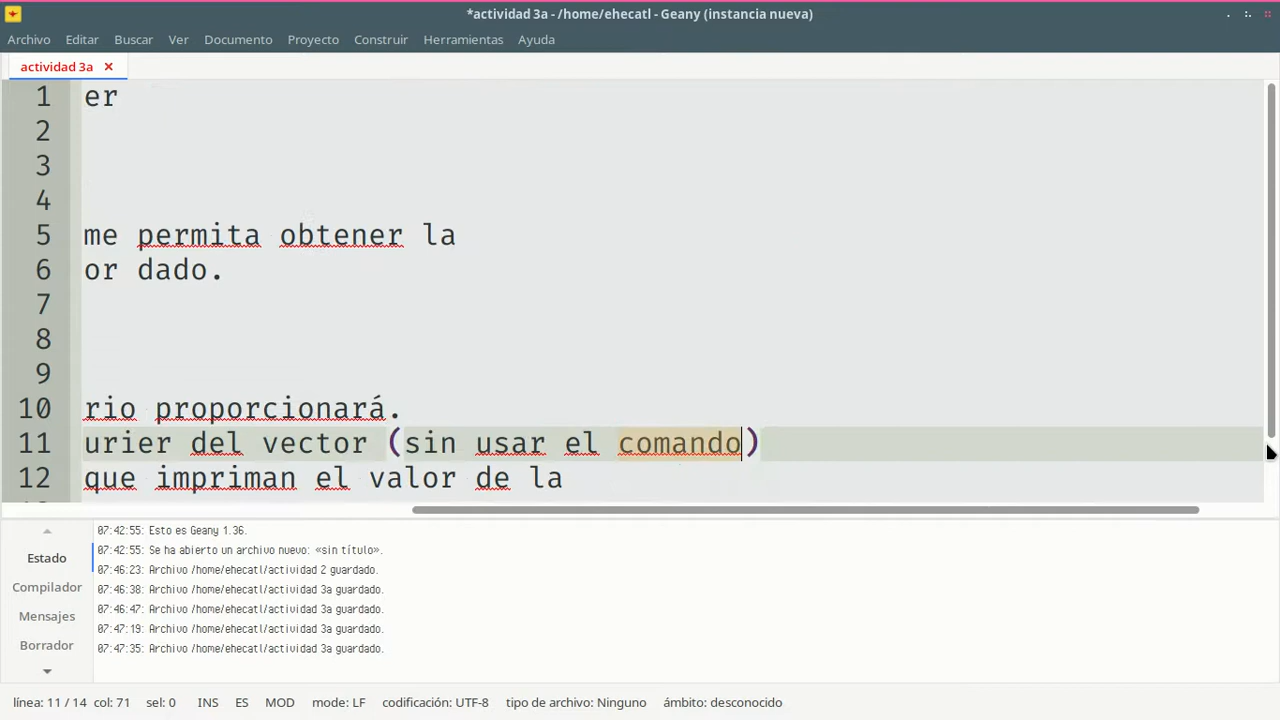 *actividad 3a - /home/ehecatl - Geany (instancia nueva)
Archivo Editar Buscar Ver Documento Proyecto Construir Herramientas Ayuda
actividad 3a
1 er
2
3
4
5 me permita obtener la
6 or dado.
7
8
9
10 rio proporcionará.
11 urier del vector (sin usar el comando)
12 que impriman el valor de la
Estado
Compilador
Mensajes
Borrador
07:42:55: Esto es Geany 1.36.
07:42:55: Se ha abierto un archivo nuevo: «sin título».
07:46:23: Archivo /home/ehecatl/actividad 2 guardado.
07:46:38: Archivo /home/ehecatl/actividad 3a guardado.
07:46:47: Archivo /home/ehecatl/actividad 3a guardado.
07:47:19: Archivo /home/ehecatl/actividad 3a guardado.
07:47:35: Archivo /home/ehecatl/actividad 3a guardado.
línea: 11 / 14 col: 71 sel: 0 INS ES MOD mode: LF codificación: UTF-8 tipo de archivo: Ninguno ámbito: desconocido